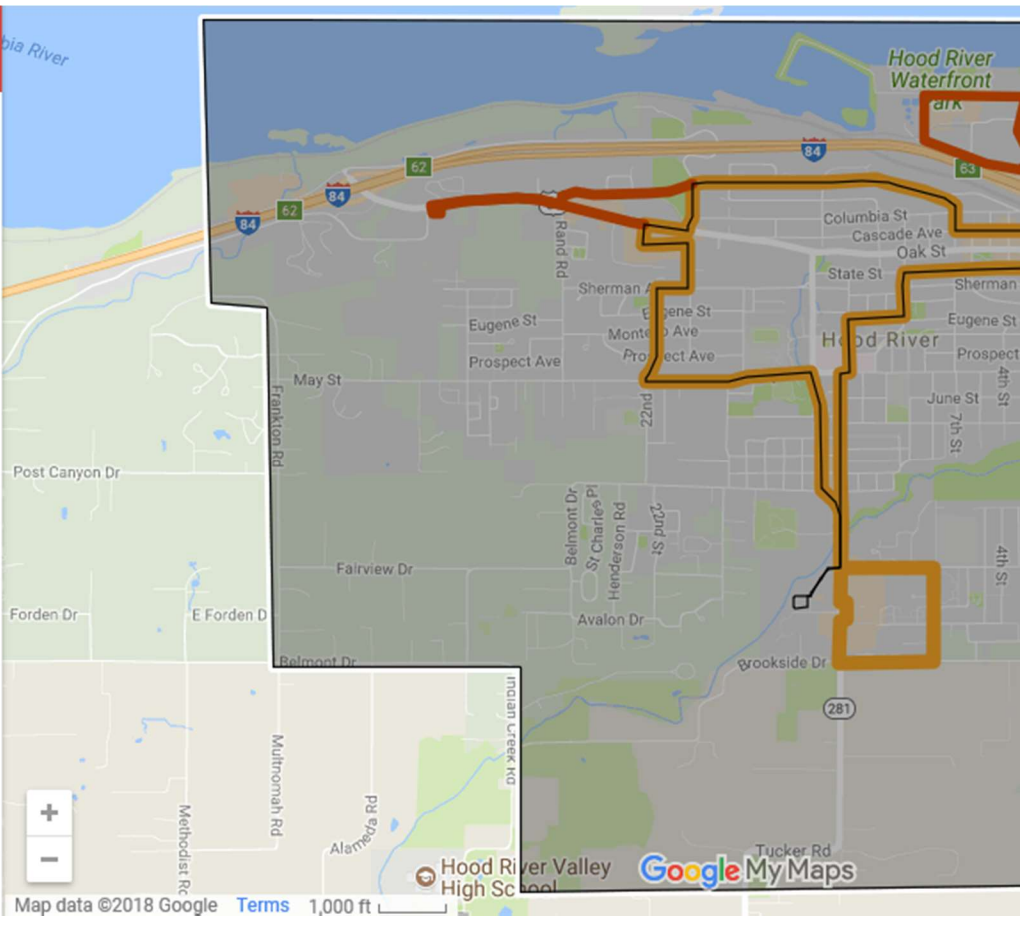 bia River
Hood River
Waterfront
Park
84
62
63
84
62
84
Columbia St
Cascade Ave
Oak St
Rand Rd
State St
Sherman A
Sherman
Eugene St
Eugene St
Eugene St
Montello Ave
Hood River
Prospect Ave
Prospect Ave
Prospect
May St
4th St
June St
22nd
7th St
Frankton Rd
Post Canyon Dr
Belmont Dr
St Charles Pl
Henderson Rd
22nd St
4th St
Fairview Dr
Forden Dr
E Forden D
Avalon Dr
Belmont Dr
Brookside Dr
281
Indian Creek Rd
Multnomah Rd
Methodist Rd
Alameda Rd
+
−
Tucker Rd
Hood River Valley
High School
Google My Maps
Map data ©2018 Google Terms 1,000 ft